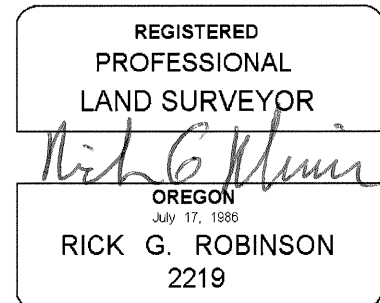 REGISTERED
PROFESSIONAL
LAND SURVEYOR
OREGON
July 17, 1986
RICK G. ROBINSON
2219